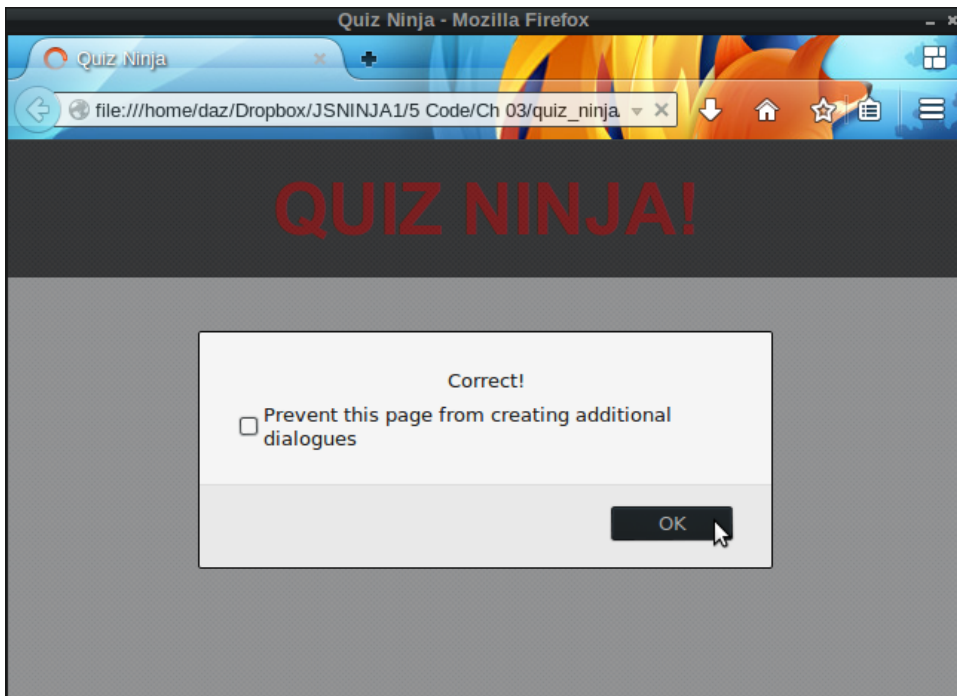 Quiz Ninja - Mozilla Firefox
Quiz Ninja
file:///home/daz/Dropbox/JSNINJA1/5 Code/Ch 03/quiz_ninja
QUIZ NINJA!
Correct!
Prevent this page from creating additional
dialogues
OK